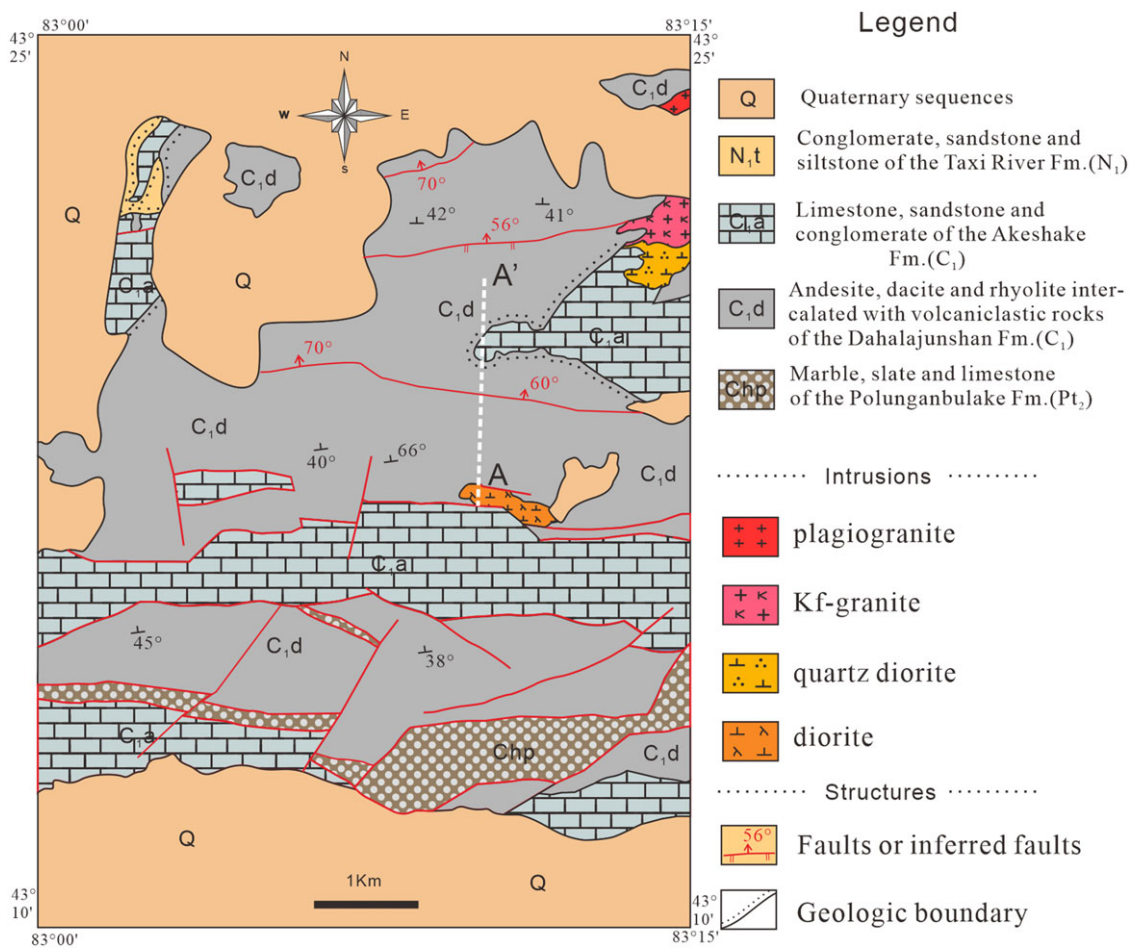 83°00'
83°15'
43°
25'
43°
25'
N
W
E
S
C₁d
70°
C₁d
42°
41°
Q
56°
Q
A'
C₁a
C₁d
C₁a
70°
60°
C₁d
40°
66°
A
C₁d
C₁a
45°
C₁d
38°
C₁a
Chp
C₁d
Q
1Km
Q
43°
10'
43°
10'
83°00'
83°15'
Legend
Q Quaternary sequences
N₁t Conglomerate, sandstone and
siltstone of the Taxi River Fm.(N₁)
C₁a Limestone, sandstone and
conglomerate of the Akeshake
Fm.(C₁)
C₁d Andesite, dacite and rhyolite inter-
calated with volcaniclastic rocks
of the Dahalajunshan Fm.(C₁)
Chp Marble, slate and limestone
of the Polunganbulake Fm.(Pt₂)
Intrusions
plagiogranite
Kf-granite
quartz diorite
diorite
Structures
56° Faults or inferred faults
Geologic boundary